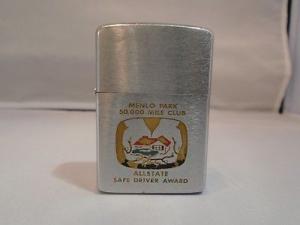 MENLO PARK
50,000 MILE CLUB
ALLSTATE
SAFE DRIVER AWARD